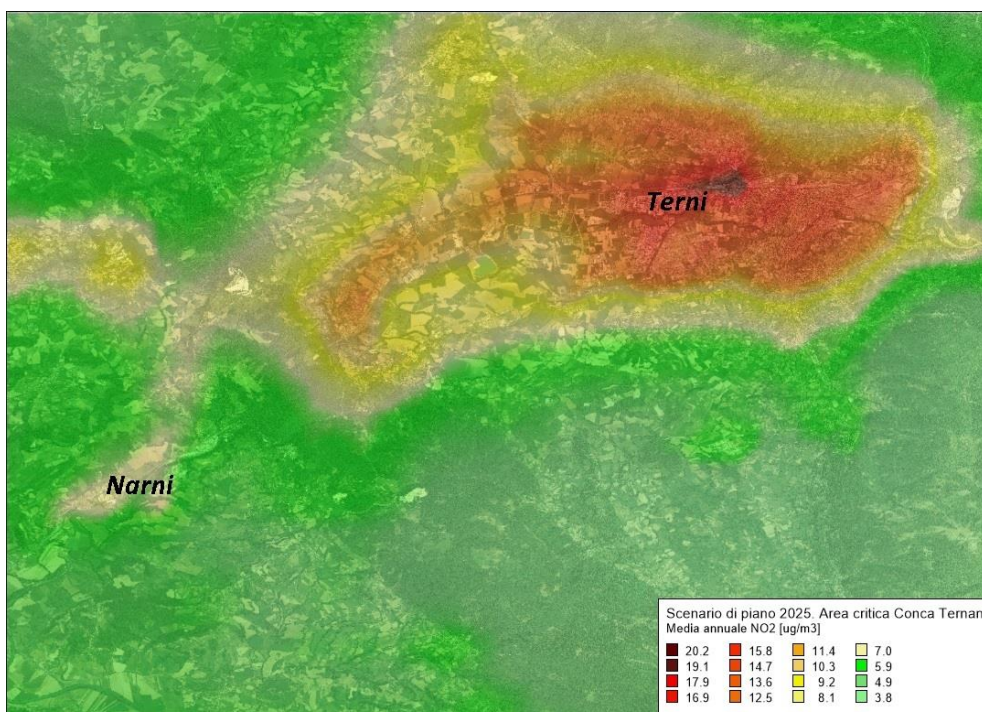 Terni
Narni
Scenario di piano 2025. Area critica Conca Ternan
Media annuale NO2 [ug/m3]
20.2 15.8 11.4 7.0
19.1 14.7 10.3 5.9
17.9 13.6 9.2 4.9
16.9 12.5 8.1 3.8